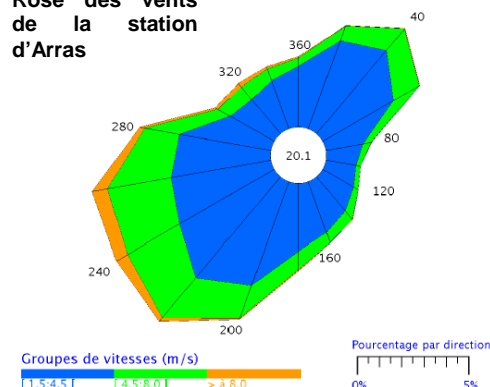 Rose des vents
de la station
d'Arras
40
360
320
280
80
20.1
120
240
160
200
Groupes de vitesses (m/s)
[ 1.5;4.5 [ [ 4.5;8.0 ] > à 8.0
Pourcentage par direction
0% 5%